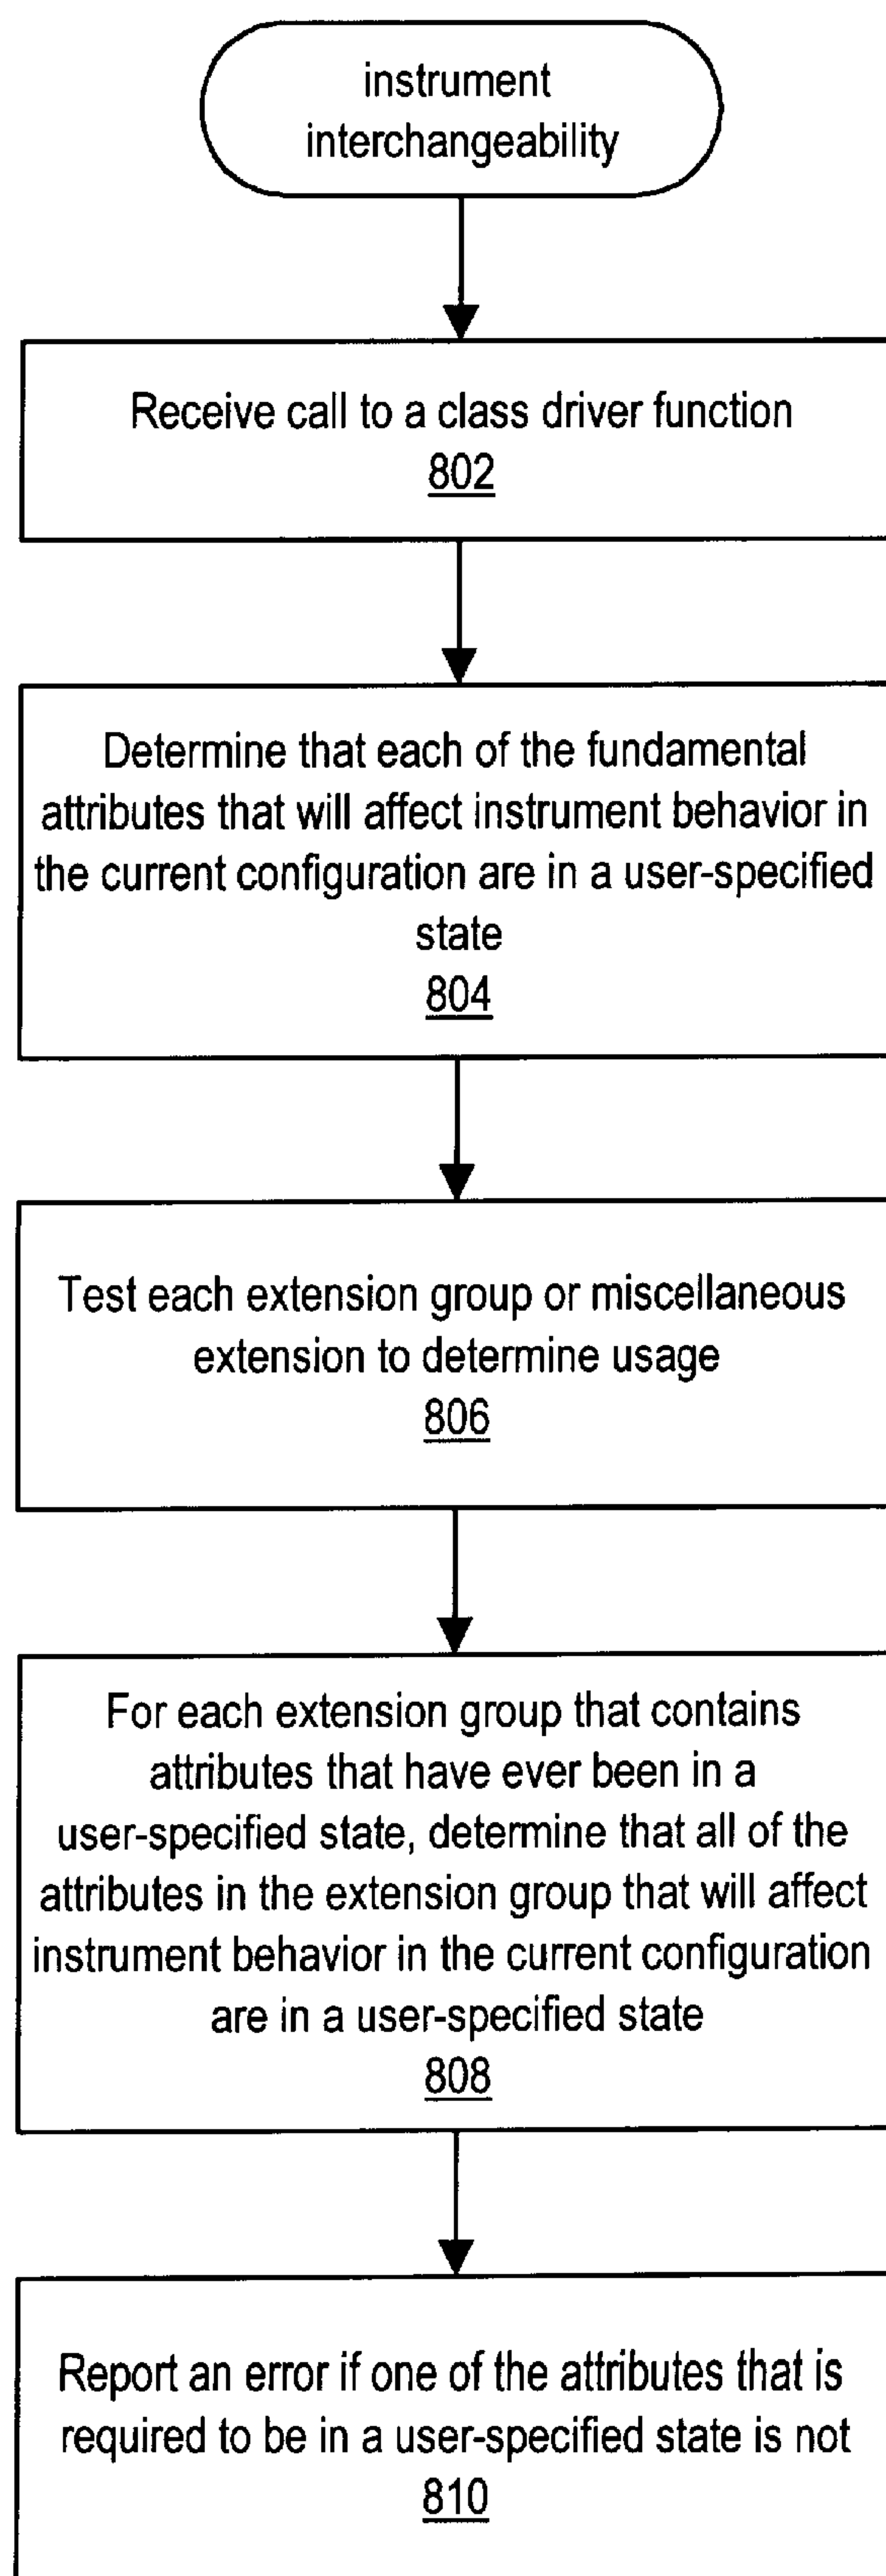 instrument
interchangeability
Receive call to a class driver function
802
Determine that each of the fundamental
attributes that will affect instrument behavior in
the current configuration are in a user-specified
state
804
Test each extension group or miscellaneous
extension to determine usage
806
For each extension group that contains
attributes that have ever been in a
user-specified state, determine that all of the
attributes in the extension group that will affect
instrument behavior in the current configuration
are in a user-specified state
808
Report an error if one of the attributes that is
required to be in a user-specified state is not
810